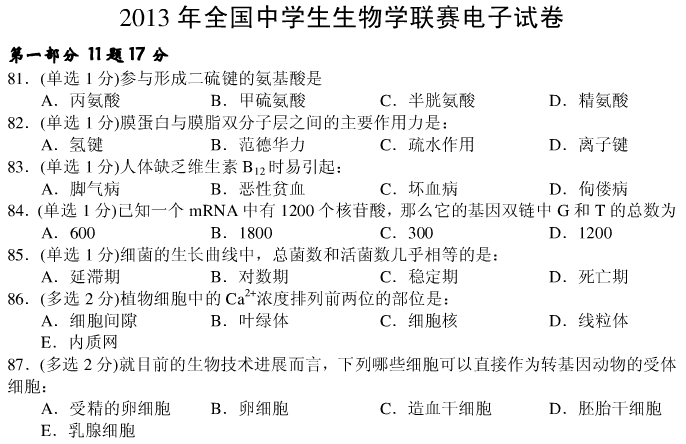 2013 年全国中学生生物学联赛电子试卷
第一部分 11题17 分
81．(单选 1 分)参与形成二硫键的氨基酸是
A．丙氨酸 B．甲硫氨酸 C．半胱氨酸 D．精氨酸
82．(单选 1 分)膜蛋白与膜脂双分子层之间的主要作用力是：
A．氢键 B．范德华力 C．疏水作用 D．离子键
83．(单选 1 分)人体缺乏维生素 B₁₂时易引起：
A．脚气病 B．恶性贫血 C．坏血病 D．佝偻病
84．(单选 1 分)已知一个 mRNA 中有 1200 个核苷酸，那么它的基因双链中 G 和 T 的总数为
A．600 B．1800 C．300 D．1200
85．(单选 1 分)细菌的生长曲线中，总菌数和活菌数几乎相等的是：
A．延滞期 B．对数期 C．稳定期 D．死亡期
86．(多选 2 分)植物细胞中的 Ca²⁺浓度排列前两位的部位是：
A．细胞间隙 B．叶绿体 C．细胞核 D．线粒体
E．内质网
87．(多选 2 分)就目前的生物技术进展而言，下列哪些细胞可以直接作为转基因动物的受体
细胞：
A．受精的卵细胞 B．卵细胞 C．造血干细胞 D．胚胎干细胞
E．乳腺细胞